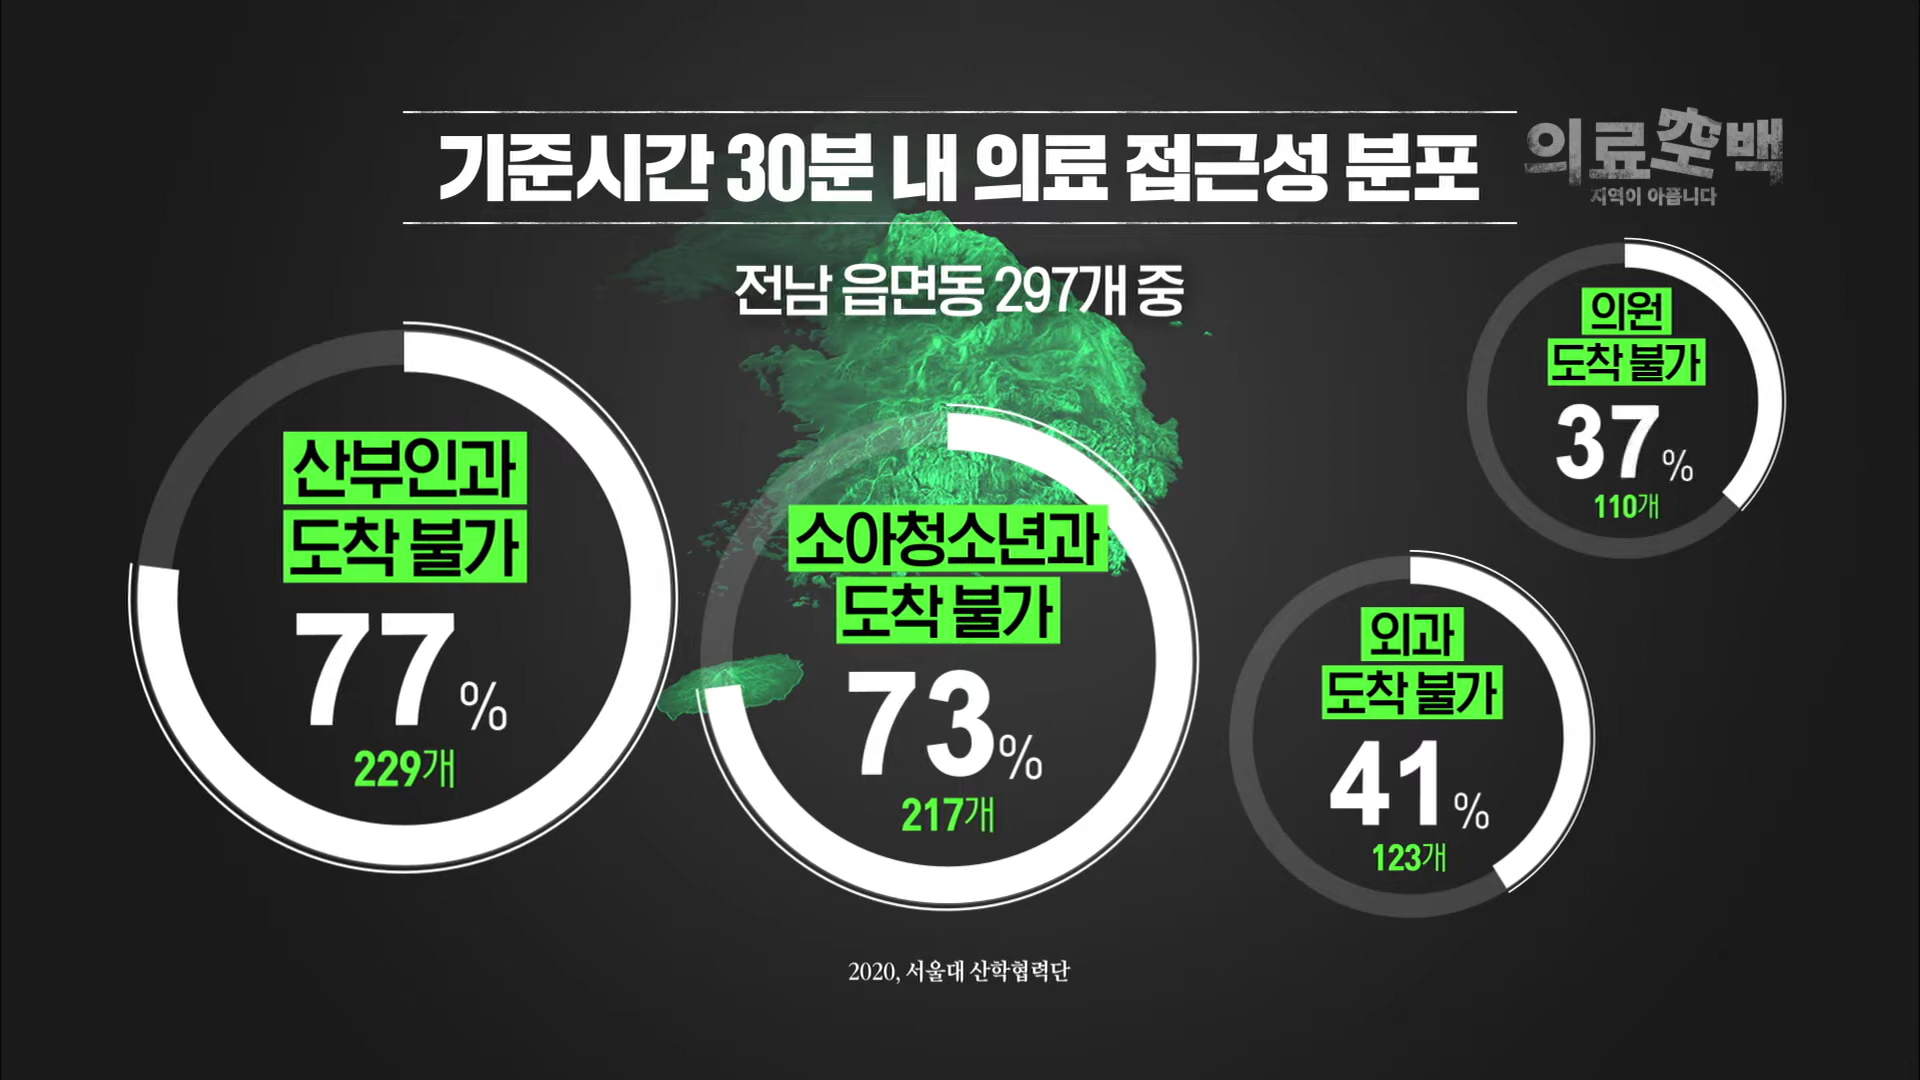 기준시간 30분 내 의료 접근성 분포
의료空백
지역이 아픕니다
전남 읍면동 297개 중
산부인과
도착 불가
77%
229개
소아청소년과
도착 불가
73%
217개
외과
도착 불가
41%
123개
의원
도착 불가
37%
110개
2020, 서울대 산학협력단